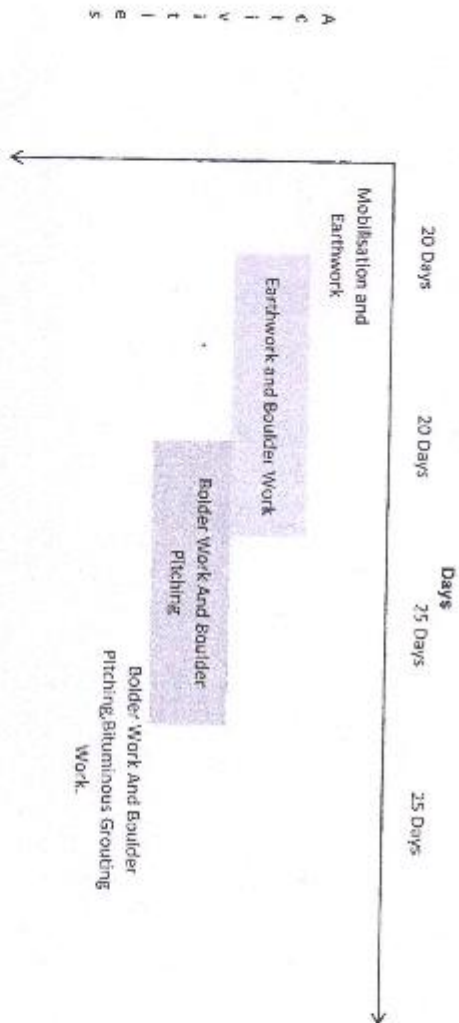 Days
20 Days 20 Days 25 Days 25 Days
A c t i v i t i e s
Mobilisation and
Earthwork
Earthwork and Boulder Work
Bolder Work And Boulder
Pitching
Bolder Work And Boulder
Pitching,Bituminous Grouting
Work.